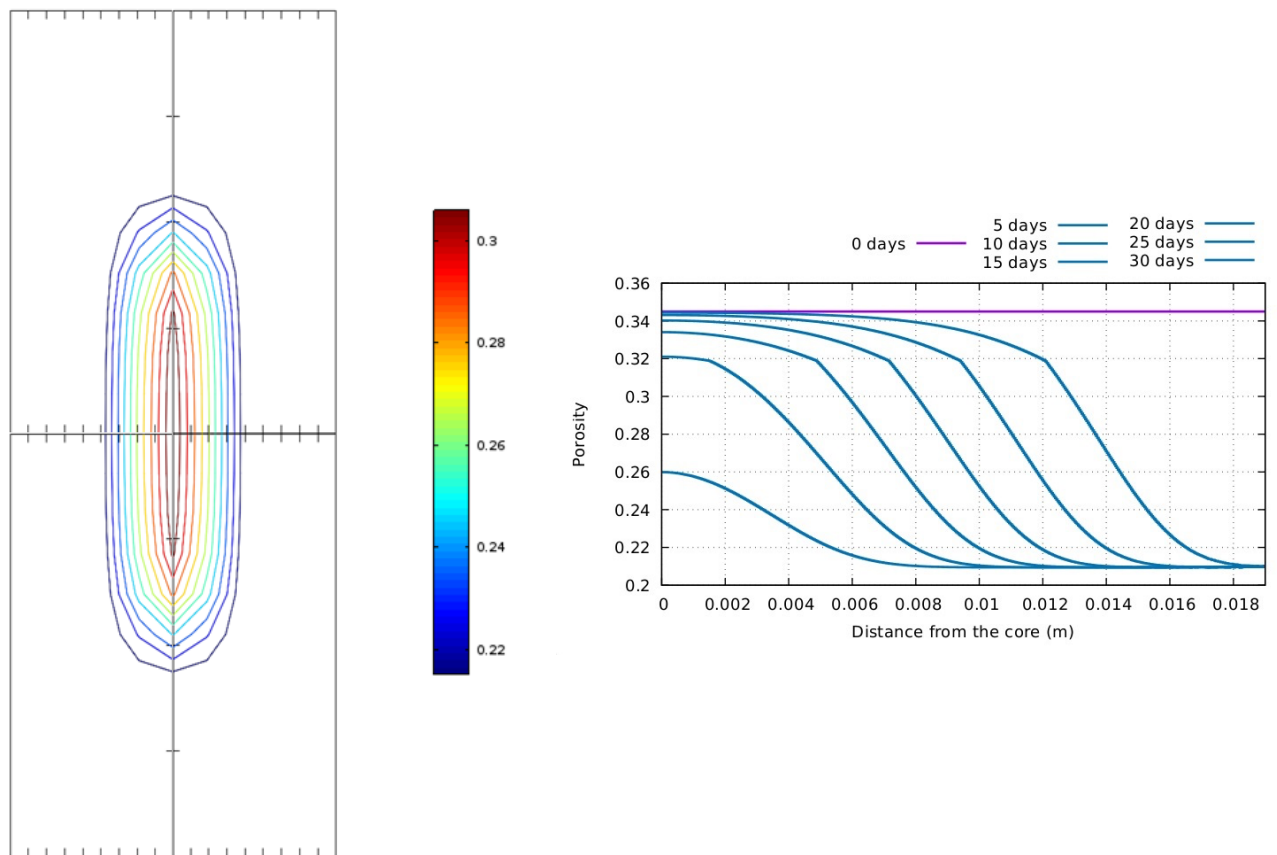 0.3
0.28
0.26
0.24
0.22
0 days
5 days
10 days
15 days
20 days
25 days
30 days
0.36
0.34
0.32
0.3
0.28
0.26
0.24
0.22
0.2
Porosity
0 0.002 0.004 0.006 0.008 0.01 0.012 0.014 0.016 0.018
Distance from the core (m)